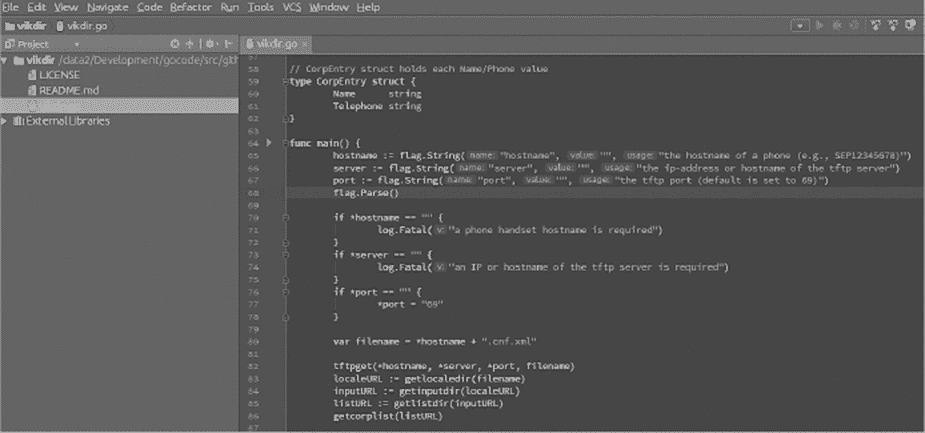 File Edit View Navigate Code Refactor Run Tools VCS Window Help
vikdir vikdir.go
Project
vikdir /data2/Development/gocode/src/gith
LICENSE
README.md
External Libraries
vikdir.go ×
57
58 // CorpEntry struct holds each Name/Phone value
59 type CorpEntry struct {
60 Name string
61 Telephone string
62 }
63
64 func main() {
65 hostname := flag.String( name: "hostname", value: "", usage: "the hostname of a phone (e.g., SEP12345678)")
66 server := flag.String( name: "server", value: "", usage: "the ip-address or hostname of the tftp server")
67 port := flag.String( name: "port", value: "", usage: "the tftp port (default is set to 69)")
68 flag.Parse()
69
70 if *hostname == "" {
71 log.Fatal( v: "a phone handset hostname is required")
72 }
73 if *server == "" {
74 log.Fatal( v: "an IP or hostname of the tftp server is required")
75 }
76 if *port == "" {
77 *port = "69"
78 }
79
80 var filename = *hostname + ".cnf.xml"
81
82 tftpget(*hostname, *server, *port, filename)
83 localeURL := getlocaledir(filename)
84 inputURL := getinputdir(localeURL)
85 listURL := getlistdir(inputURL)
86 getcorplist(listURL)
87